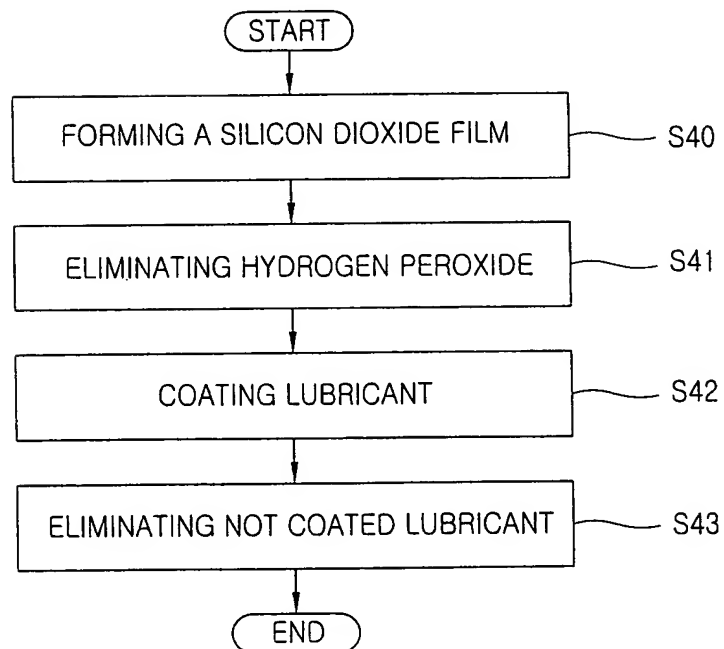 START
FORMING A SILICON DIOXIDE FILM
S40
ELIMINATING HYDROGEN PEROXIDE
S41
COATING LUBRICANT
S42
ELIMINATING NOT COATED LUBRICANT
S43
END